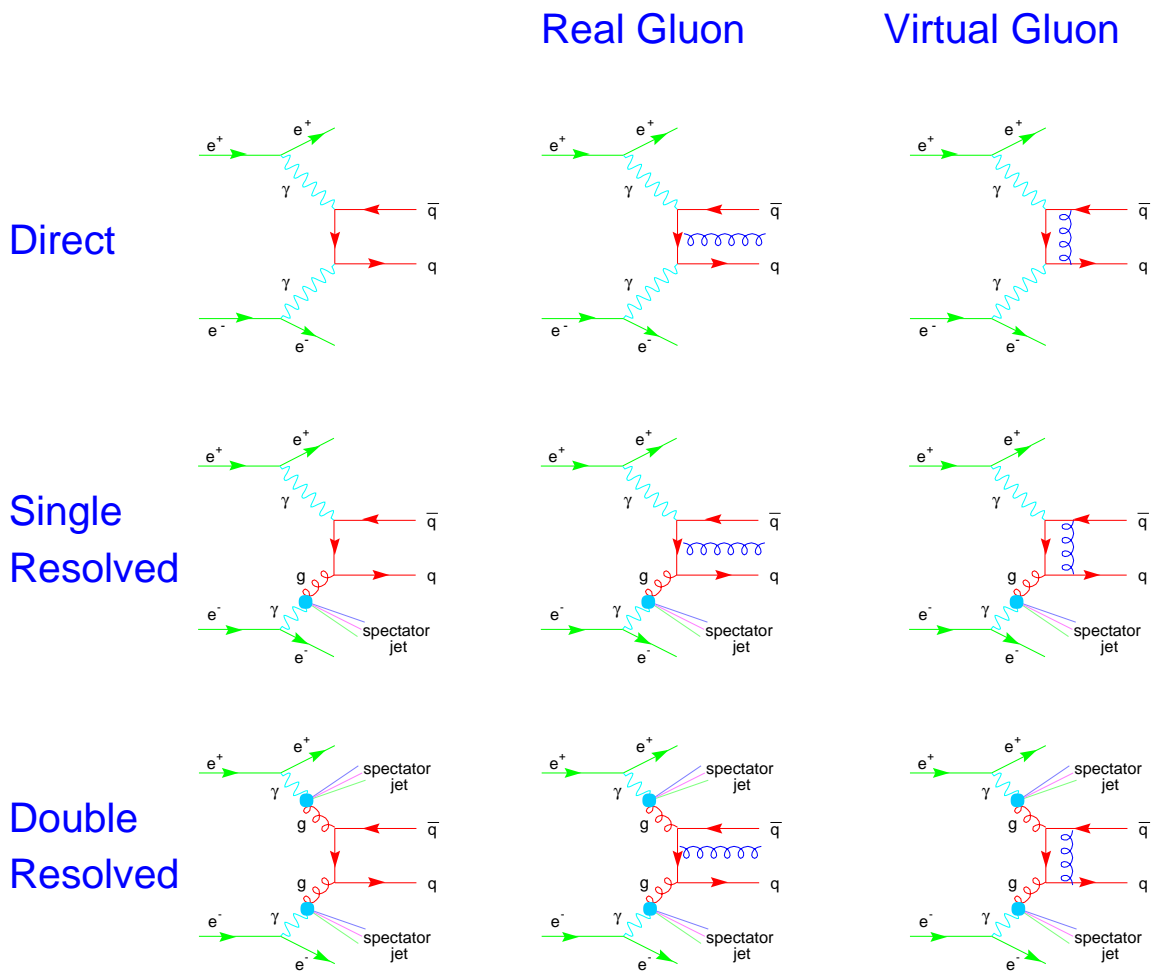 Real Gluon Virtual Gluon
Direct
e+ e+ γ q̅ q γ e- e-
e+ e+ γ q̅ q γ e- e-
e+ e+ γ q̅ q γ e- e-
Single
Resolved
e+ e+ γ q̅ q g γ e- e- spectator
jet
e+ e+ γ q̅ q g γ e- e- spectator
jet
e+ e+ γ q̅ q g γ e- e- spectator
jet
Double
Resolved
e+ e+ γ spectator
jet
g q̅ g q γ e- e- spectator
jet
e+ e+ γ spectator
jet
g q̅ g q γ e- e- spectator
jet
e+ e+ γ spectator
jet
g q̅ g q γ e- e- spectator
jet